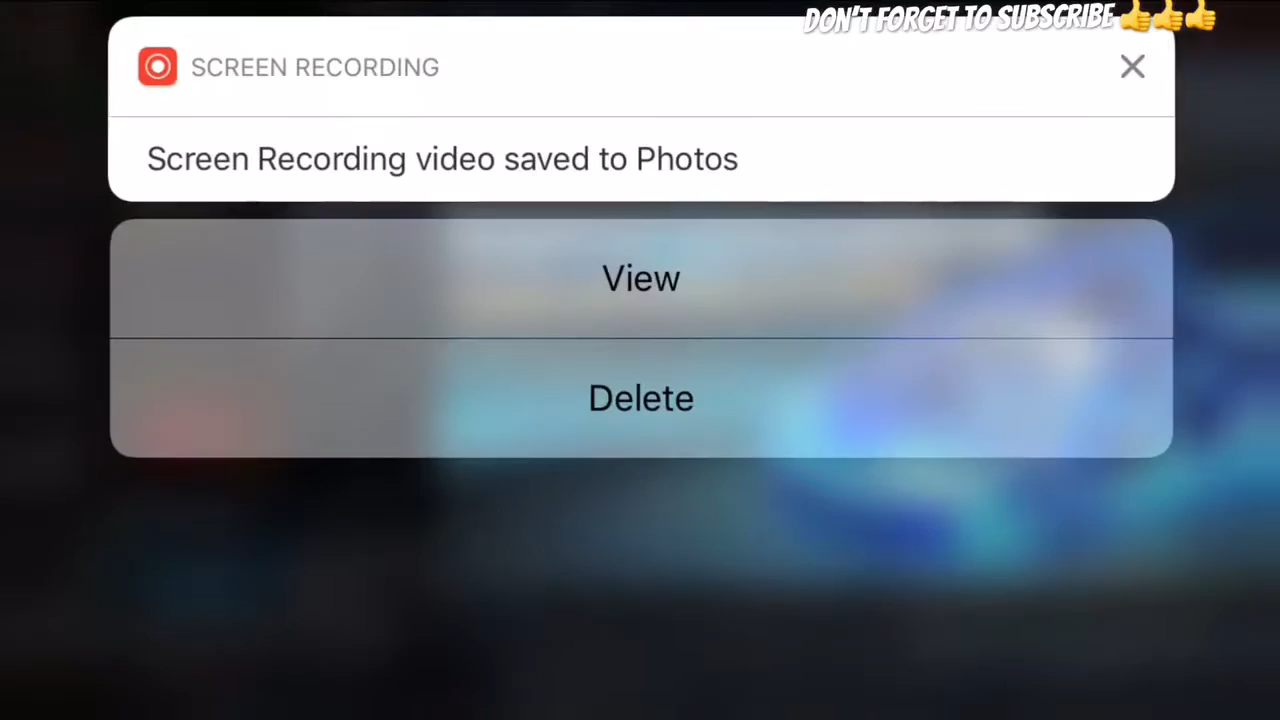 DON'T FORGET TO SUBSCRIBE 👍👍👍
SCREEN RECORDING
Screen Recording video saved to Photos
View
Delete